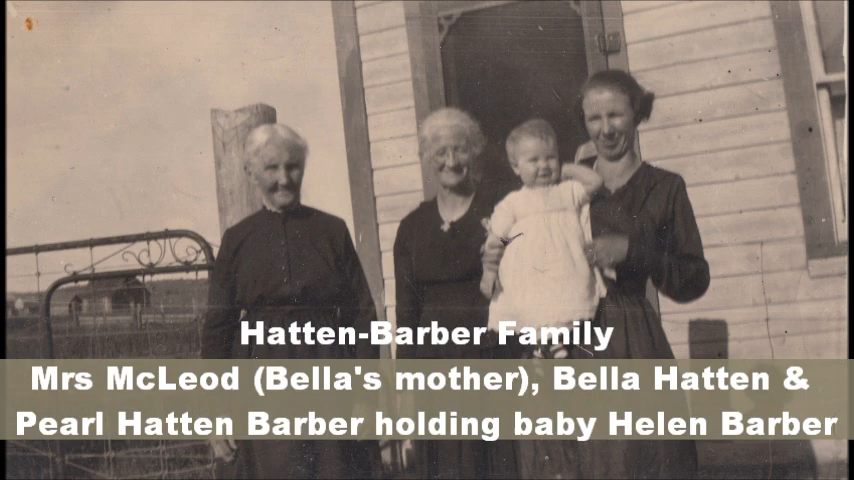 Hatten-Barber Family
Mrs McLeod (Bella's mother), Bella Hatten &
Pearl Hatten Barber holding baby Helen Barber